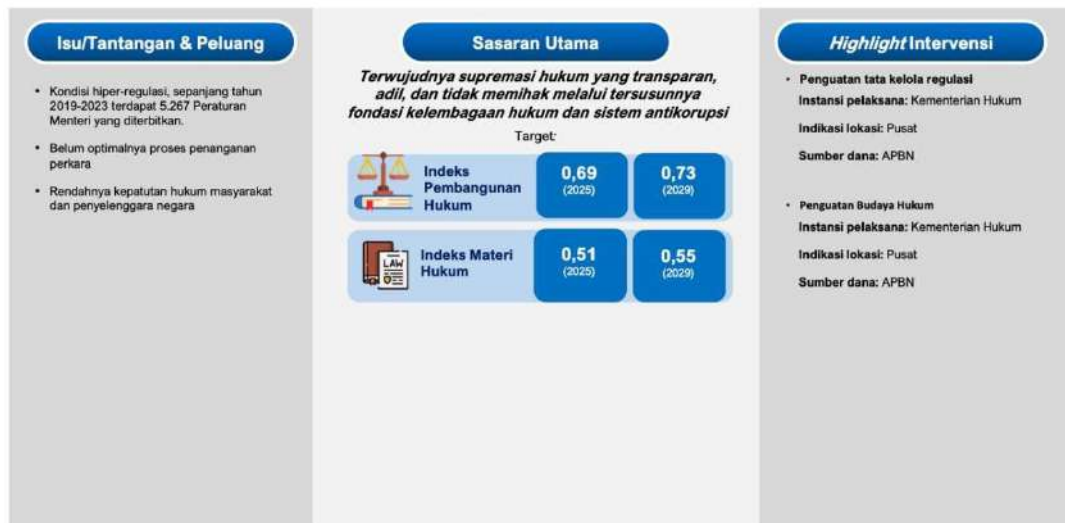 Isu/Tantangan & Peluang
• Kondisi hiper-regulasi, sepanjang tahun
2019-2023 terdapat 5.267 Peraturan
Menteri yang diterbitkan.
• Belum optimalnya proses penanganan
perkara
• Rendahnya kepatutan hukum masyarakat
dan penyelenggara negara
Sasaran Utama
Terwujudnya supremasi hukum yang transparan,
adil, dan tidak memihak melalui tersusunnya
fondasi kelembagaan hukum dan sistem antikorupsi
Target:
Indeks
Pembangunan
Hukum
0,69
(2025)
0,73
(2029)
LAW
Indeks Materi
Hukum
0,51
(2025)
0,55
(2029)
Highlight Intervensi
• Penguatan tata kelola regulasi
Instansi pelaksana: Kementerian Hukum
Indikasi lokasi: Pusat
Sumber dana: APBN
• Penguatan Budaya Hukum
Instansi pelaksana: Kementerian Hukum
Indikasi lokasi: Pusat
Sumber dana: APBN